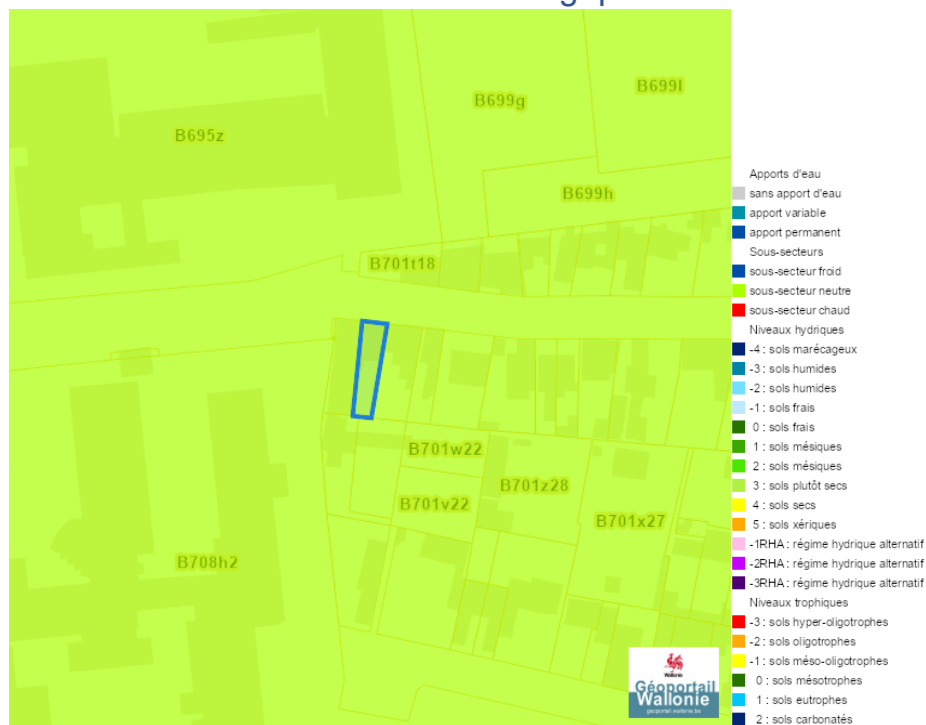 B695z
B699g
B699l
B699h
B701t18
B701w22
B701z28
B701v22
B701x27
B708h2
Apports d'eau
sans apport d'eau
apport variable
apport permanent
Sous-secteurs
sous-secteur froid
sous-secteur neutre
sous-secteur chaud
Niveaux hydriques
-4 : sols marécageux
-3 : sols humides
-2 : sols humides
-1 : sols frais
0 : sols frais
1 : sols mésiques
2 : sols mésiques
3 : sols plutôt secs
4 : sols secs
5 : sols xériques
-1RHA : régime hydrique alternatif
-2RHA : régime hydrique alternatif
-3RHA : régime hydrique alternatif
Niveaux trophiques
-3 : sols hyper-oligotrophes
-2 : sols oligotrophes
-1 : sols méso-oligotrophes
0 : sols mésotrophes
1 : sols eutrophes
2 : sols carbonatés
Wallonie
Géoportail
Wallonie
geoportail.wallonie.be